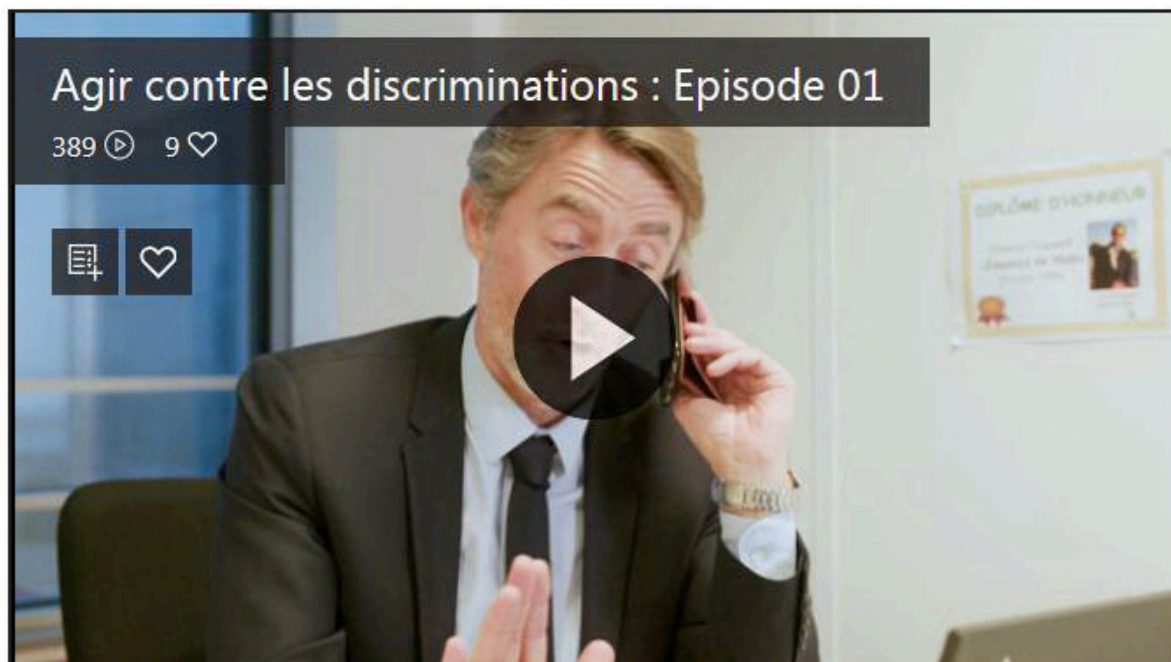 Agir contre les discriminations : Episode 01
389 9
DIPLÔME D'HONNEUR